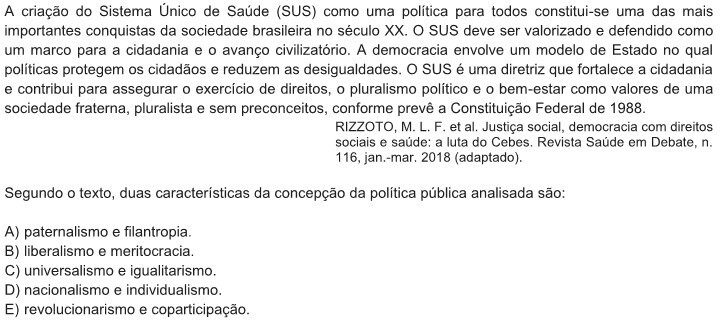 A criação do Sistema Único de Saúde (SUS) como uma política para todos constitui-se uma das mais
importantes conquistas da sociedade brasileira no século XX. O SUS deve ser valorizado e defendido como
um marco para a cidadania e o avanço civilizatório. A democracia envolve um modelo de Estado no qual
políticas protegem os cidadãos e reduzem as desigualdades. O SUS é uma diretriz que fortalece a cidadania
e contribui para assegurar o exercício de direitos, o pluralismo político e o bem-estar como valores de uma
sociedade fraterna, pluralista e sem preconceitos, conforme prevê a Constituição Federal de 1988.
RIZZOTO, M. L. F. et al. Justiça social, democracia com direitos
sociais e saúde: a luta do Cebes. Revista Saúde em Debate, n.
116, jan.-mar. 2018 (adaptado).
Segundo o texto, duas características da concepção da política pública analisada são:
A) paternalismo e filantropia.
B) liberalismo e meritocracia.
C) universalismo e igualitarismo.
D) nacionalismo e individualismo.
E) revolucionarismo e coparticipação.